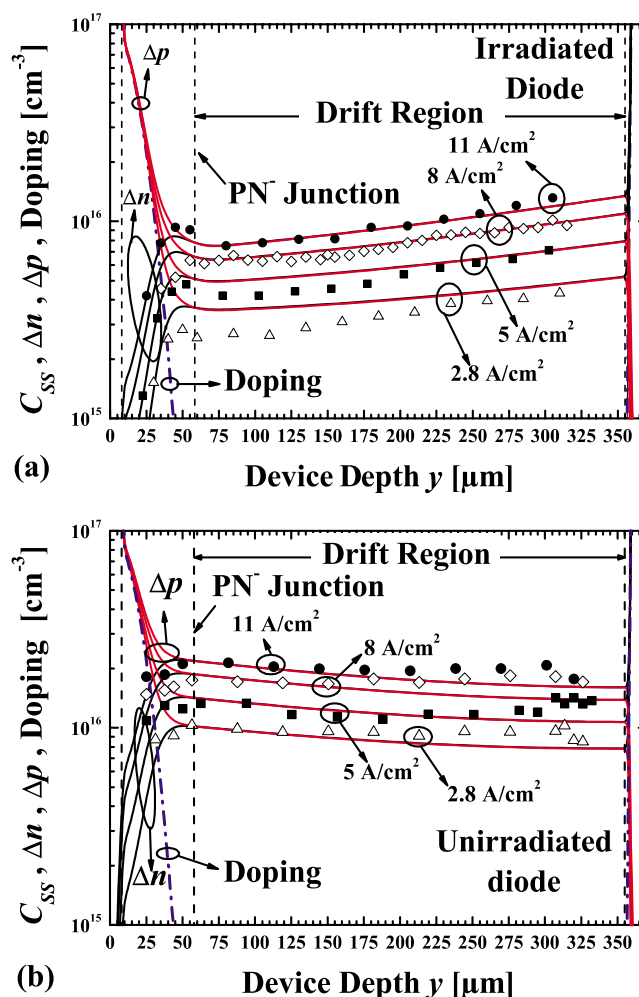 10^17
10^16
10^15
C_SS , Δn , Δp , Doping [cm^-3]
Δp
Δn
Irradiated
Diode
Drift Region
11 A/cm^2
8 A/cm^2
PN^- Junction
5 A/cm^2
2.8 A/cm^2
Doping
0 25 50 75 100 125 150 175 200 225 250 275 300 325 350
(a)
Device Depth y [µm]
10^17
10^16
10^15
C_SS , Δn , Δp , Doping [cm^-3]
Drift Region
Δp
PN^- Junction
11 A/cm^2
8 A/cm^2
5 A/cm^2
2.8 A/cm^2
Δn
Doping
Unirradiated
diode
0 25 50 75 100 125 150 175 200 225 250 275 300 325 350
(b)
Device Depth y [µm]